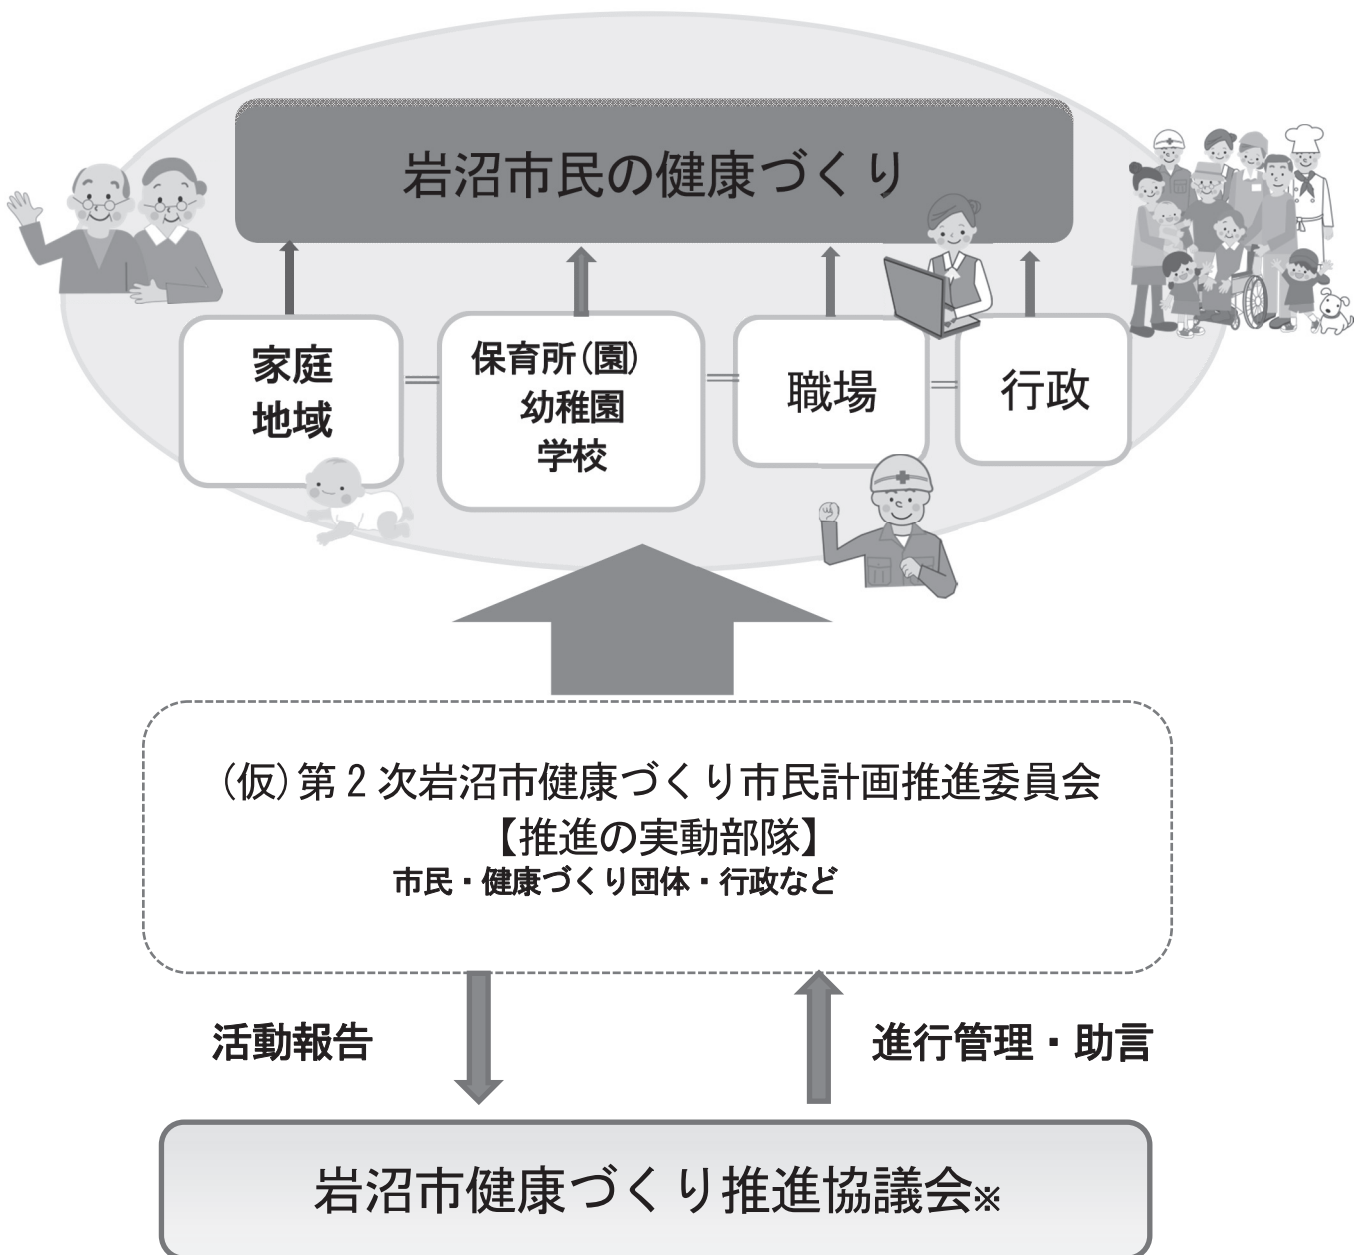 岩沼市民の健康づくり
家庭
地域
保育所(園)
幼稚園
学校
職場
行政
(仮)第2次岩沼市健康づくり市民計画推進委員会
【推進の実動部隊】
市民・健康づくり団体・行政など
活動報告
進行管理・助言
岩沼市健康づくり推進協議会※